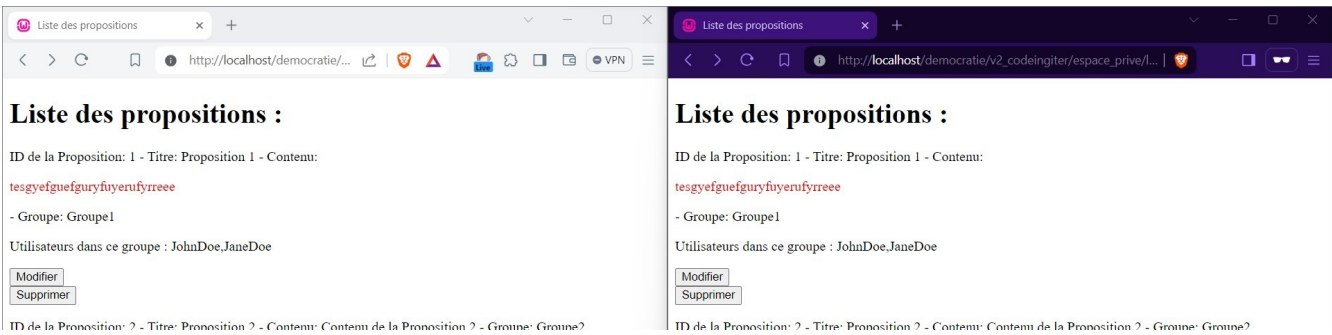 Liste des propositions
http://localhost/democratie/...
Live
VPN
Liste des propositions :
ID de la Proposition: 1 - Titre: Proposition 1 - Contenu:
tesgyefguefguryfuyerufyrreee
- Groupe: Groupe1
Utilisateurs dans ce groupe : JohnDoe,JaneDoe
Modifier
Supprimer
ID de la Proposition: 2 - Titre: Proposition 2 - Contenu: Contenu de la Proposition 2 - Groupe: Groupe2
Liste des propositions
http://localhost/democratie/v2_codeingiter/espace_prive/l...
Liste des propositions :
ID de la Proposition: 1 - Titre: Proposition 1 - Contenu:
tesgyefguefguryfuyerufyrreee
- Groupe: Groupe1
Utilisateurs dans ce groupe : JohnDoe,JaneDoe
Modifier
Supprimer
ID de la Proposition: 2 - Titre: Proposition 2 - Contenu: Contenu de la Proposition 2 - Groupe: Groupe2